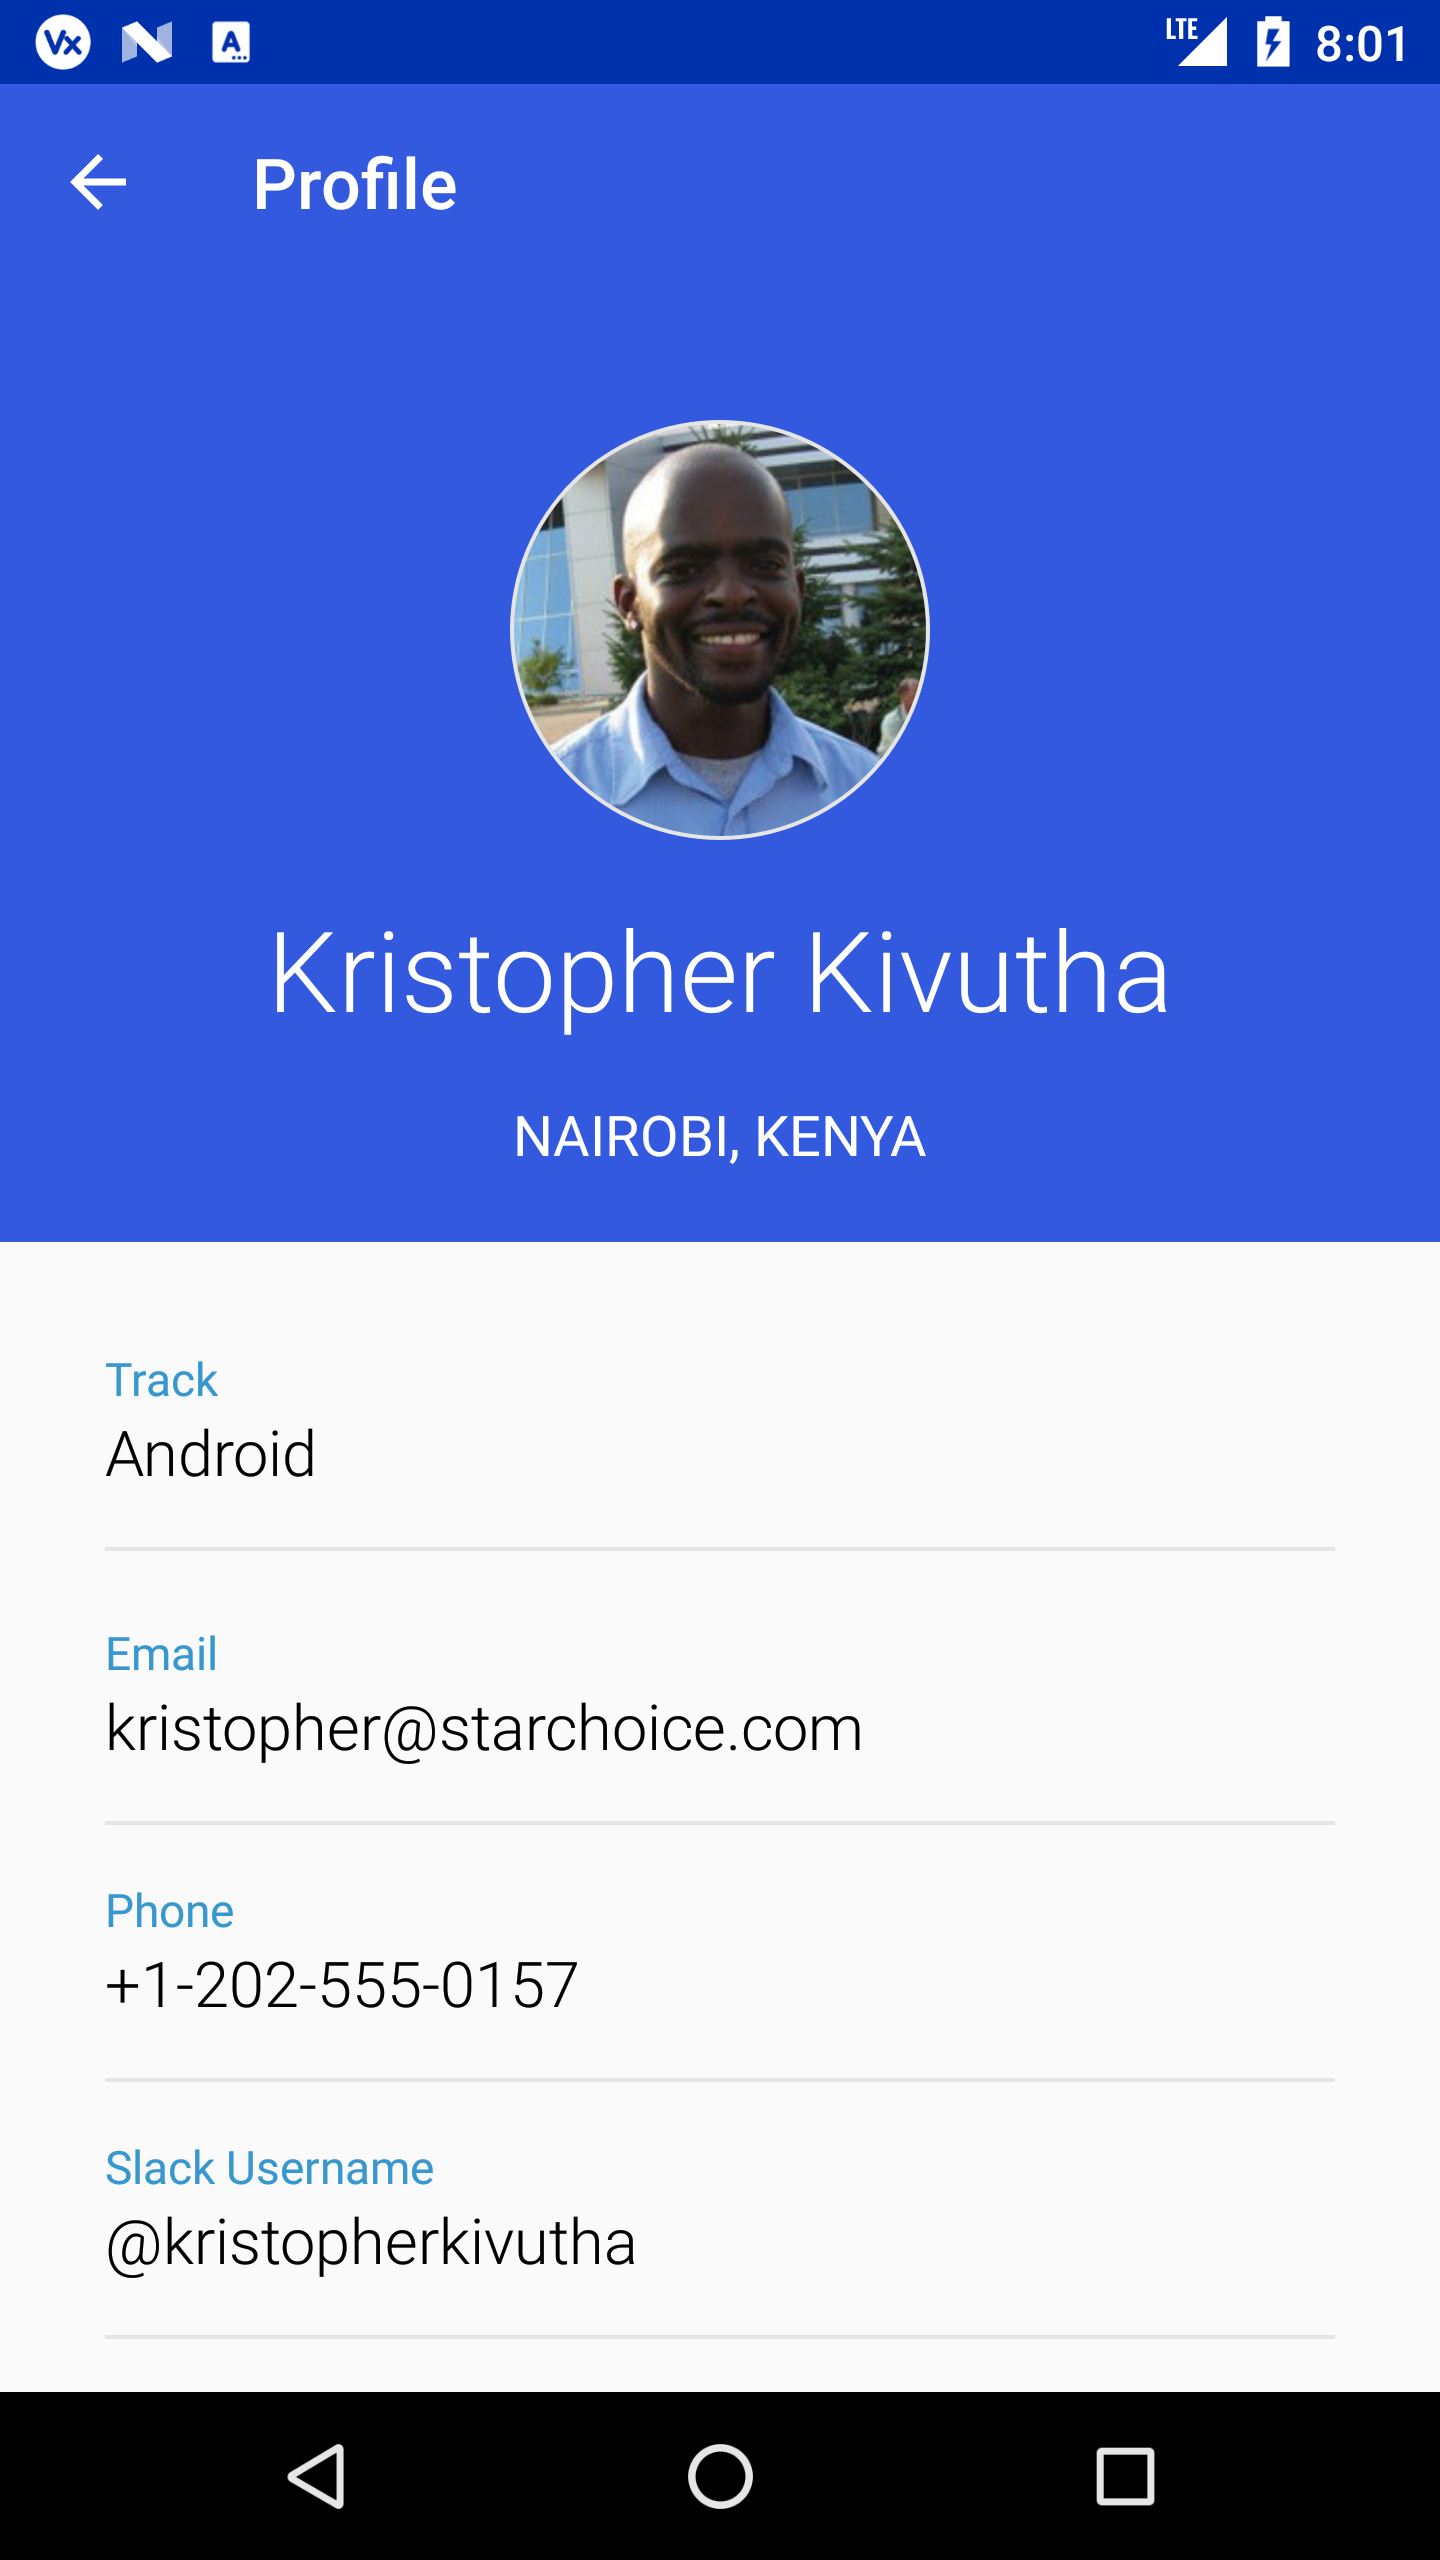 Vx N A LTE 8:01
Profile
Kristopher Kivutha
NAIROBI, KENYA
Track
Android
Email
kristopher@starchoice.com
Phone
+1-202-555-0157
Slack Username
@kristopherkivutha